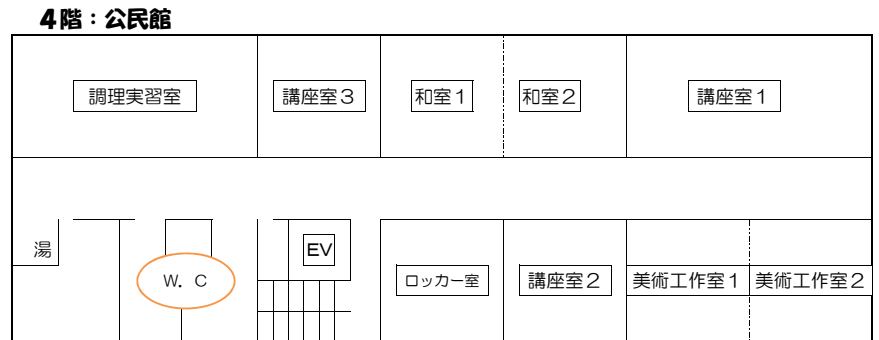 4階：公民館
調理実習室
講座室3
和室1
和室2
講座室1
湯
W．C
EV
ロッカー室
講座室2
美術工作室1
美術工作室2